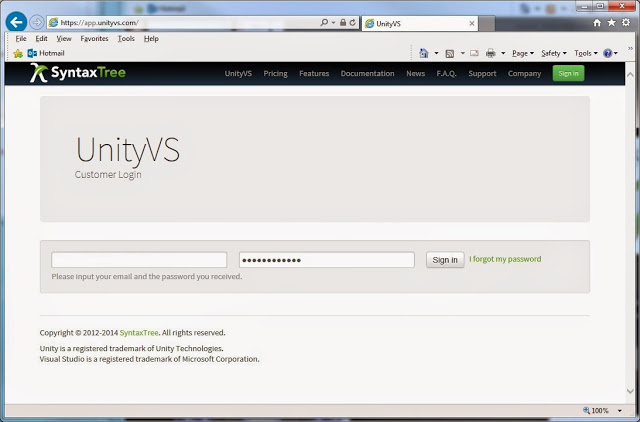 Hotmail
https://app.unityvs.com/
UnityVS
File Edit View Favorites Tools Help
Hotmail
Page Safety Tools
SyntaxTree
UnityVS Pricing Features Documentation News F.A.Q. Support Company Sign in
UnityVS
Customer Login
●●●●●●●●●●●● Sign in I forgot my password
Please input your email and the password you received.
Copyright © 2012-2014 SyntaxTree. All rights reserved.
Unity is a registered trademark of Unity Technologies.
Visual Studio is a registered trademark of Microsoft Corporation.
100%